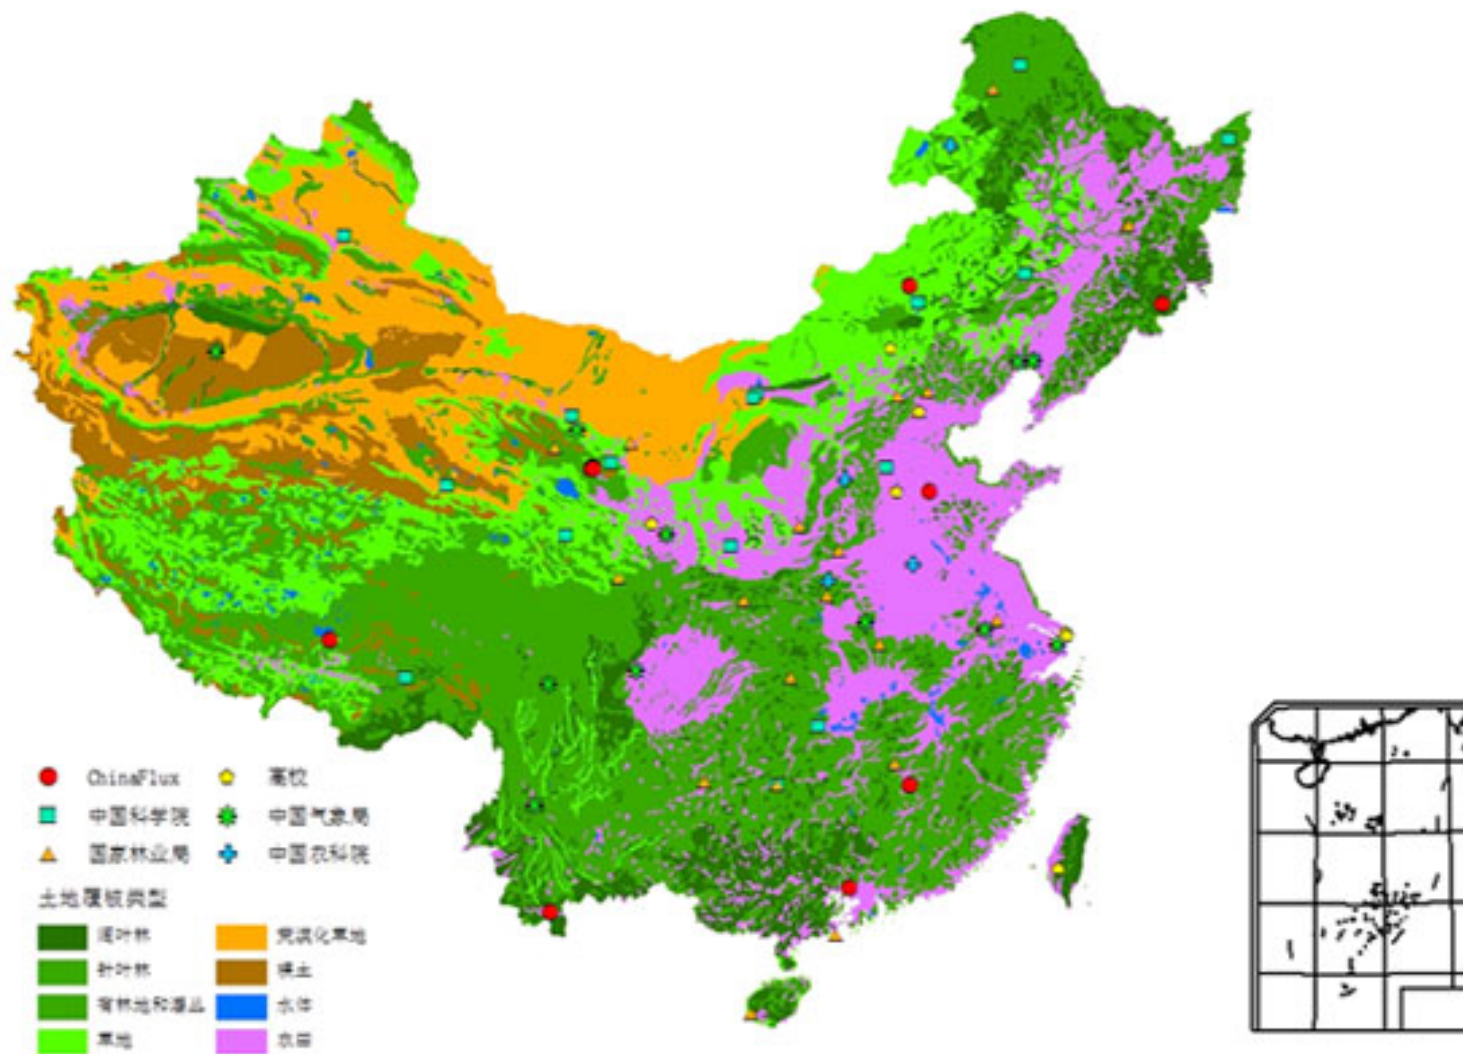 ChinaFlux
高校
中国科学院
中国气象局
国家林业局
中国农科院
土地覆被类型
阔叶林
荒漠化草地
针叶林
裸土
有林地和灌丛
水体
草地
农田